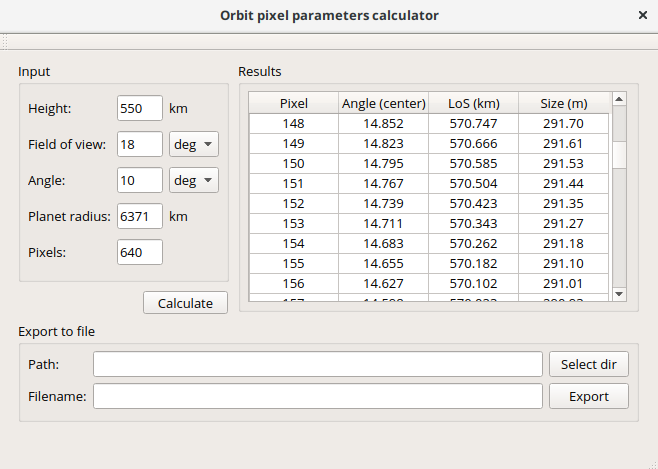 Orbit pixel parameters calculator
Input
Height: 550 km
Field of view: 18 deg
Angle: 10 deg
Planet radius: 6371 km
Pixels: 640
Calculate
Results
Pixel Angle (center) LoS (km) Size (m)
148 14.852 570.747 291.70
149 14.823 570.666 291.61
150 14.795 570.585 291.53
151 14.767 570.504 291.44
152 14.739 570.423 291.35
153 14.711 570.343 291.27
154 14.683 570.262 291.18
155 14.655 570.182 291.10
156 14.627 570.102 291.01
Export to file
Path: Select dir
Filename: Export